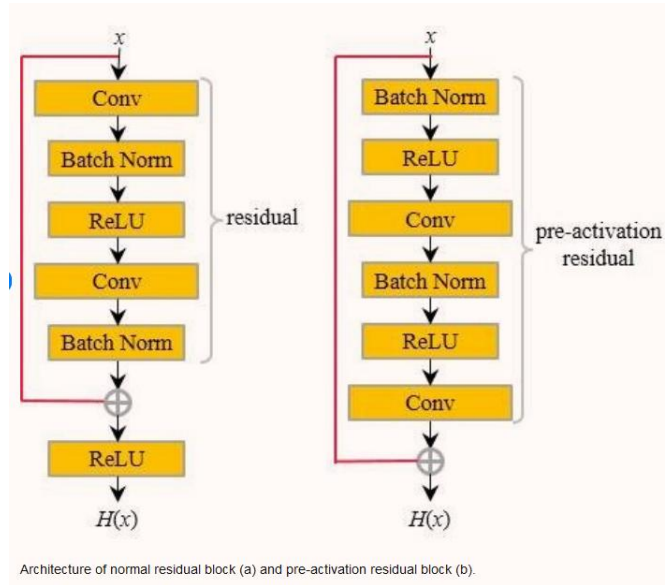 x
Conv
Batch Norm
ReLU
Conv
Batch Norm
residual
ReLU
H(x)
x
Batch Norm
ReLU
Conv
Batch Norm
ReLU
Conv
pre-activation
residual
H(x)
Architecture of normal residual block (a) and pre-activation residual block (b).